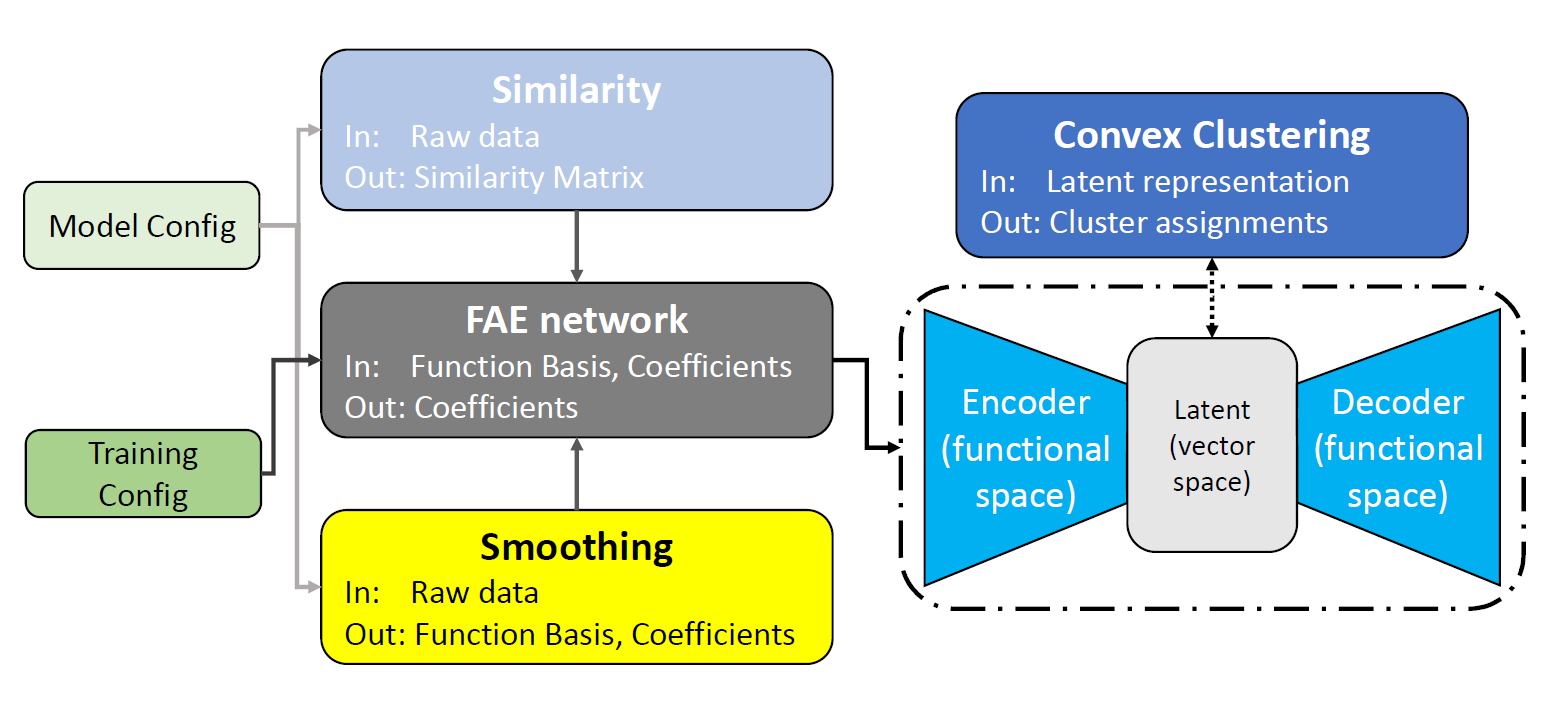 Similarity
In: Raw data
Out: Similarity Matrix
Model Config
FAE network
In: Function Basis, Coefficients
Out: Coefficients
Training
Config
Smoothing
In: Raw data
Out: Function Basis, Coefficients
Convex Clustering
In: Latent representation
Out: Cluster assignments
Encoder
(functional
space)
Latent
(vector
space)
Decoder
(functional
space)